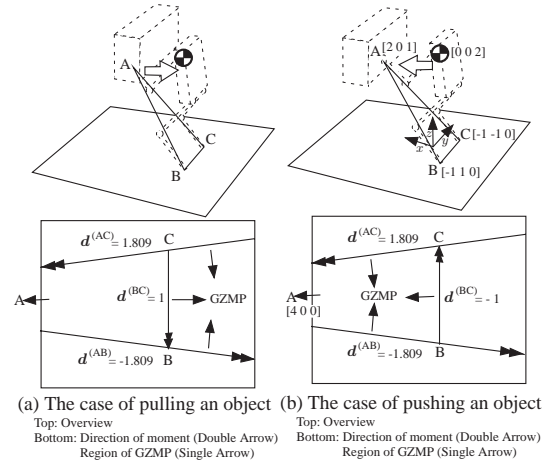 A
C
B
A [2 0 1]
[0 0 2]
z
y
x
C [-1 -1 0]
B [-1 1 0]
d(AC) = 1.809
C
d(BC) = 1
A
GZMP
d(AB) = -1.809
B
d(AC) = 1.809
C
A
[4 0 0]
GZMP
d(BC) = - 1
d(AB) = -1.809
B
(a) The case of pulling an object
Top: Overview
Bottom: Direction of moment (Double Arrow)
Region of GZMP (Single Arrow)
(b) The case of pushing an object
Top: Overview
Bottom: Direction of moment (Double Arrow)
Region of GZMP (Single Arrow)